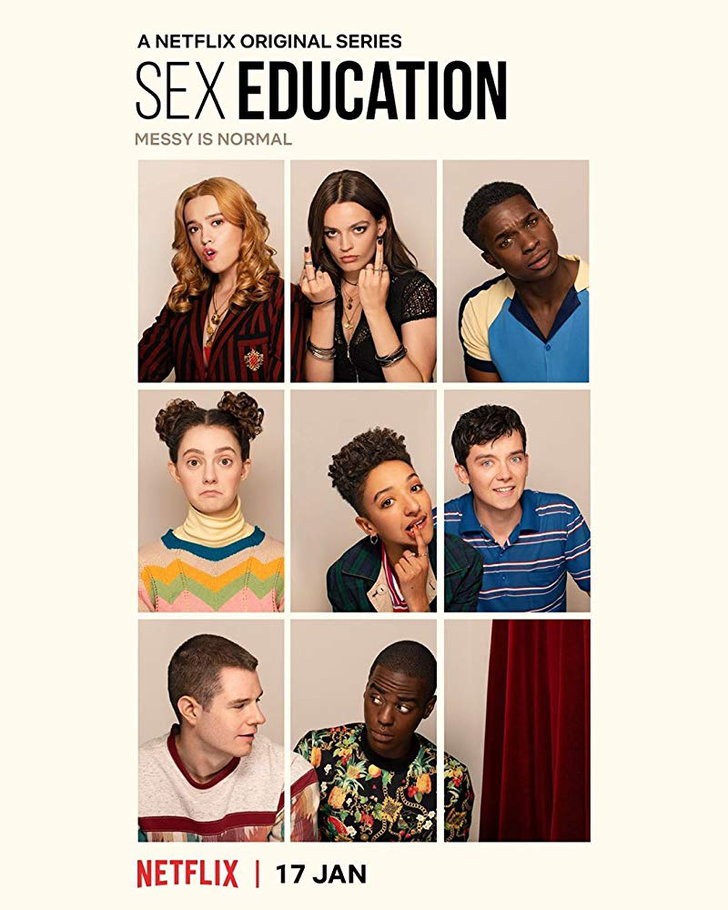 A NETFLIX ORIGINAL SERIES
SEX EDUCATION
MESSY IS NORMAL
NETFLIX | 17 JAN